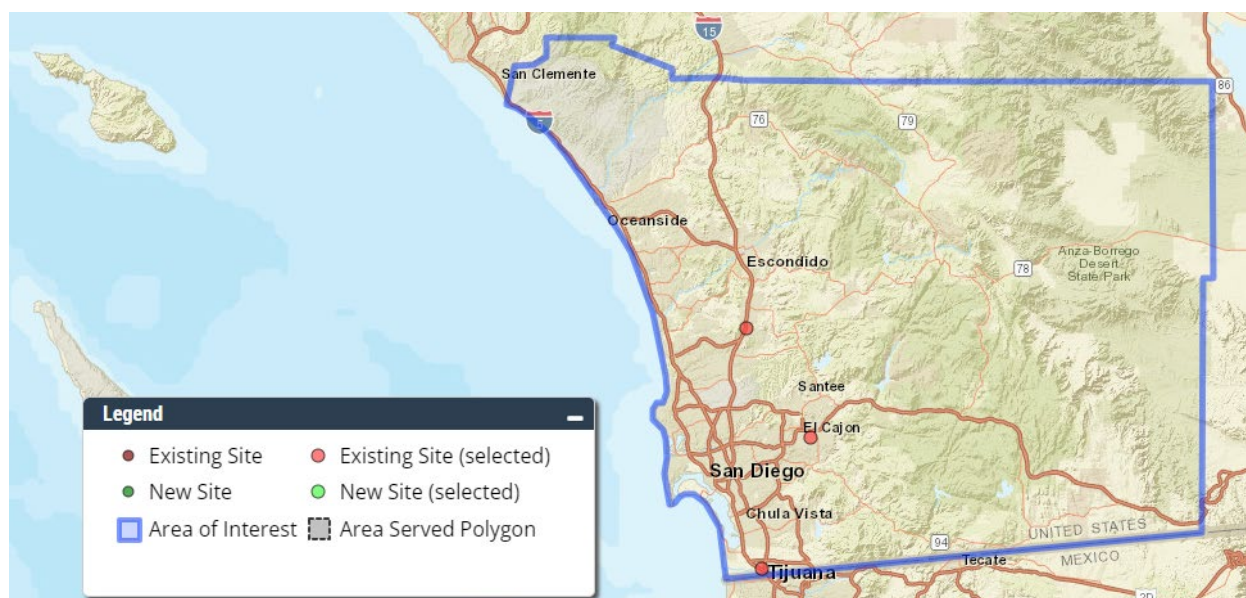 15
San Clemente
86
5
76
79
Oceanside
Anza-Borrego
Desert
State Park
Escondido
78
Santee
El Cajon
San Diego
Chula Vista
94
UNITED STATES
MEXICO
Tecate
Tijuana
2D
Legend
Existing Site
Existing Site (selected)
New Site
New Site (selected)
Area of Interest
Area Served Polygon